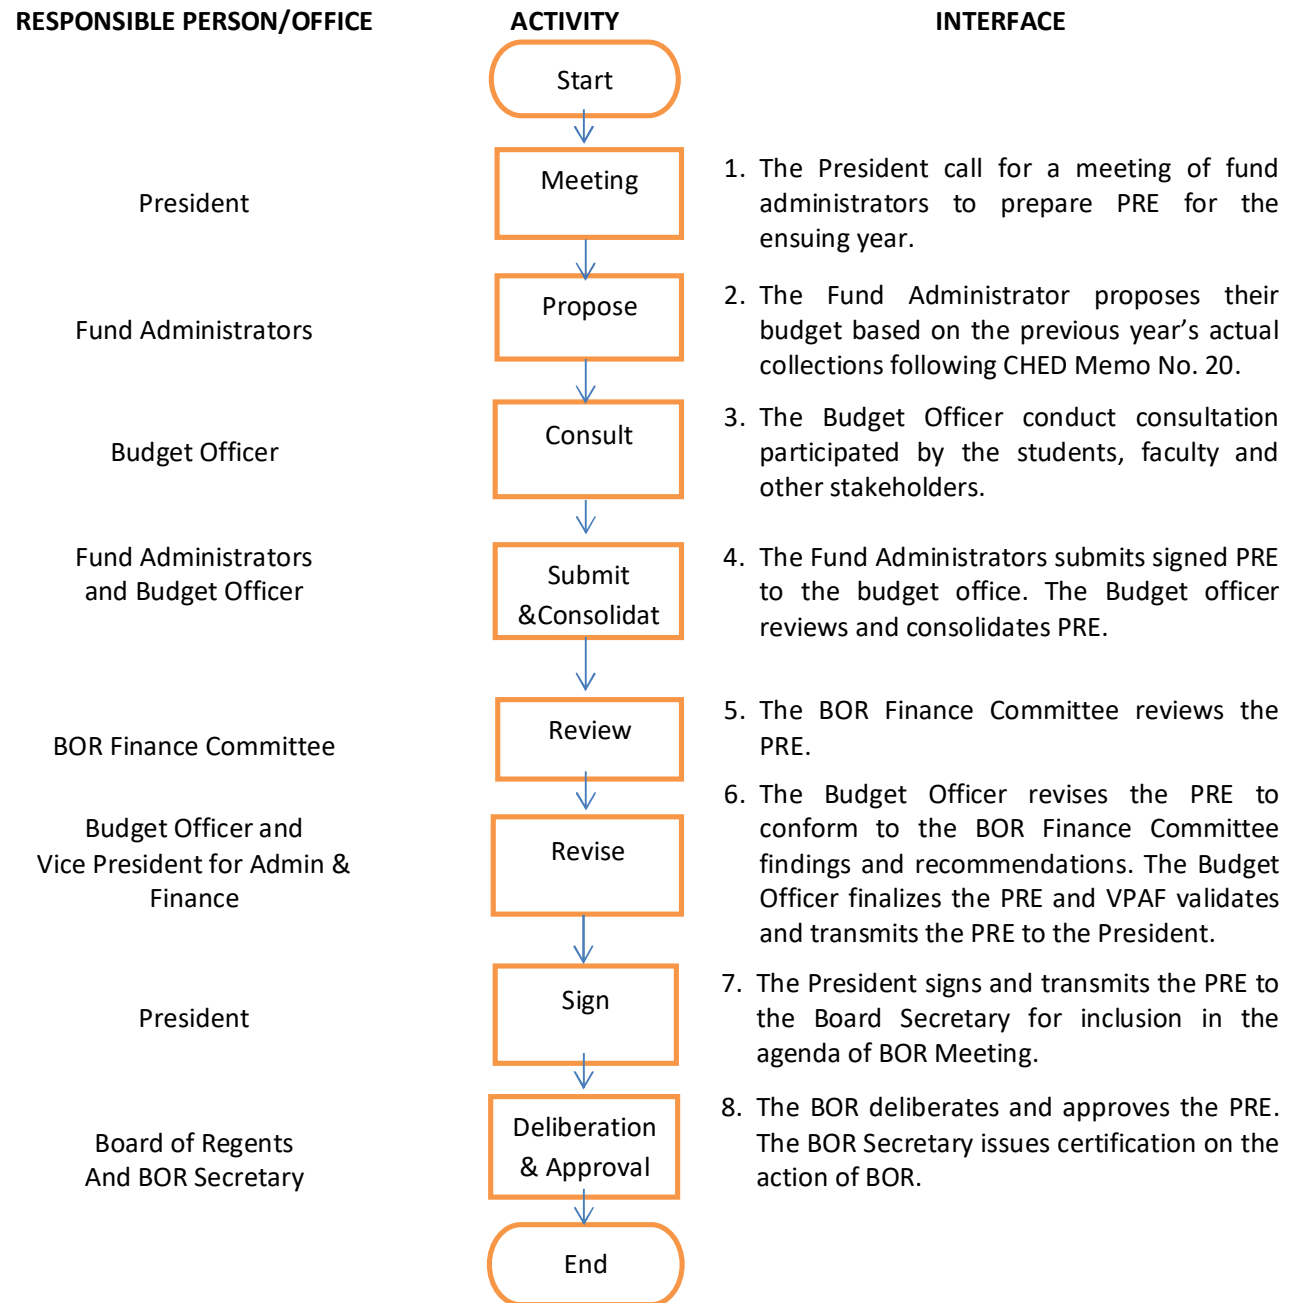 RESPONSIBLE PERSON/OFFICE ACTIVITY INTERFACE
Start
President
Meeting
1. The President call for a meeting of fund
administrators to prepare PRE for the
ensuing year.
Fund Administrators
Propose
2. The Fund Administrator proposes their
budget based on the previous year’s actual
collections following CHED Memo No. 20.
Budget Officer
Consult
3. The Budget Officer conduct consultation
participated by the students, faculty and
other stakeholders.
Fund Administrators
and Budget Officer
Submit
&Consolidat
4. The Fund Administrators submits signed PRE
to the budget office. The Budget officer
reviews and consolidates PRE.
BOR Finance Committee
Review
5. The BOR Finance Committee reviews the
PRE.
Budget Officer and
Vice President for Admin &
Finance
Revise
6. The Budget Officer revises the PRE to
conform to the BOR Finance Committee
findings and recommendations. The Budget
Officer finalizes the PRE and VPAF validates
and transmits the PRE to the President.
President
Sign
7. The President signs and transmits the PRE to
the Board Secretary for inclusion in the
agenda of BOR Meeting.
Board of Regents
And BOR Secretary
Deliberation
& Approval
8. The BOR deliberates and approves the PRE.
The BOR Secretary issues certification on the
action of BOR.
End